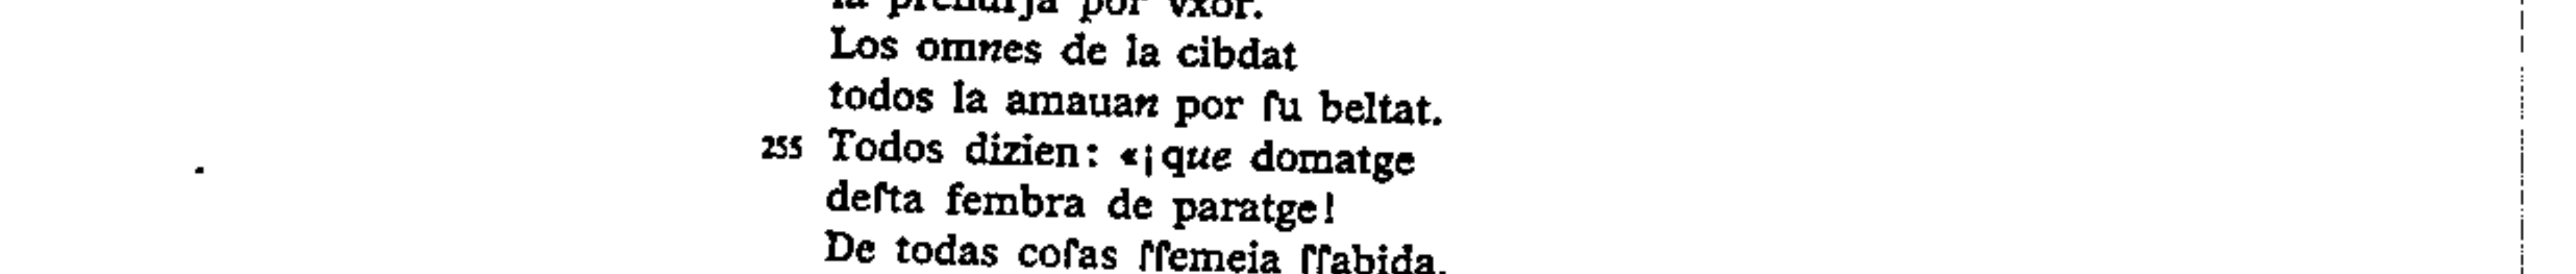 la prendrja por vxor.
Los omnes de la cibdat
todos la amauan por ſu beltat.
255 Todos dizien: «¡que domatge
deſta fembra de paratge!
De todas coſas ſſemeia ſſabida,